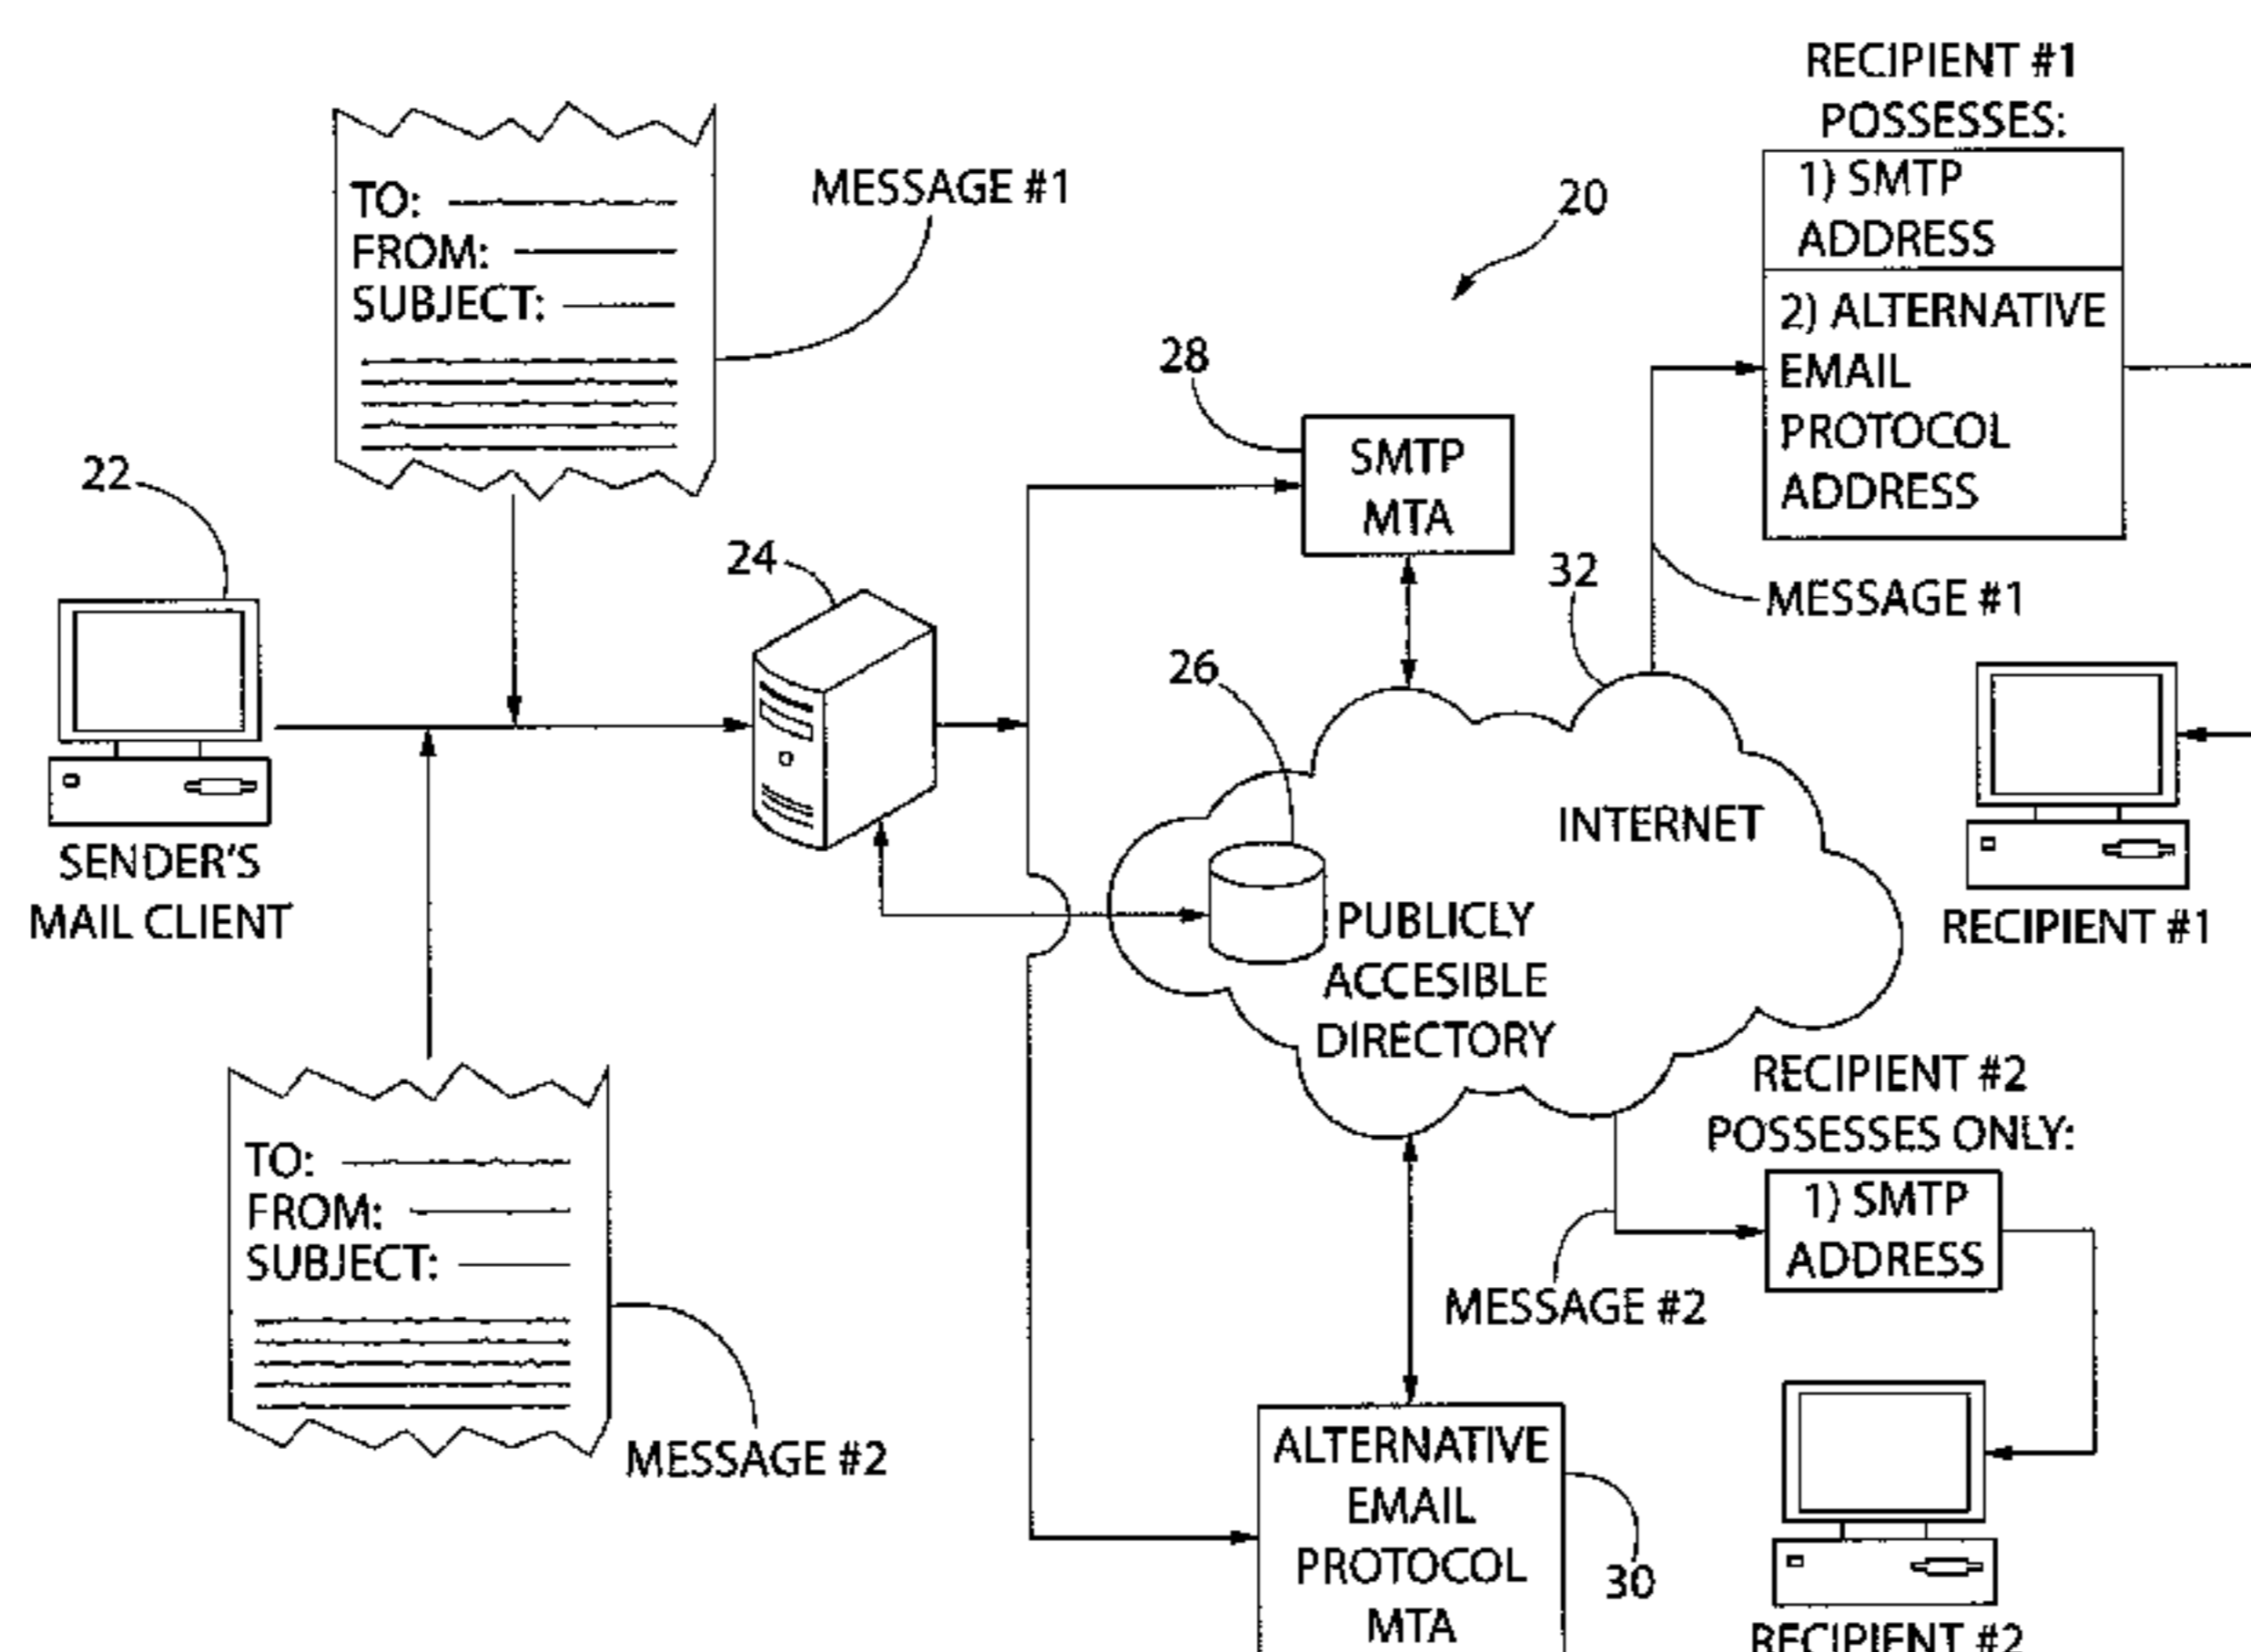 RECIPIENT #1
POSSESSES:
1) SMTP
ADDRESS
2) ALTERNATIVE
EMAIL
PROTOCOL
ADDRESS
MESSAGE #1
20
TO:
FROM:
SUBJECT:
28
SMTP
MTA
22
24
32
MESSAGE #1
26
INTERNET
SENDER'S
MAIL CLIENT
PUBLICLY
ACCESIBLE
DIRECTORY
RECIPIENT #1
RECIPIENT #2
POSSESSES ONLY:
1) SMTP
ADDRESS
TO:
FROM:
SUBJECT:
MESSAGE #2
MESSAGE #2
ALTERNATIVE
EMAIL
PROTOCOL
MTA
30
RECIPIENT #2